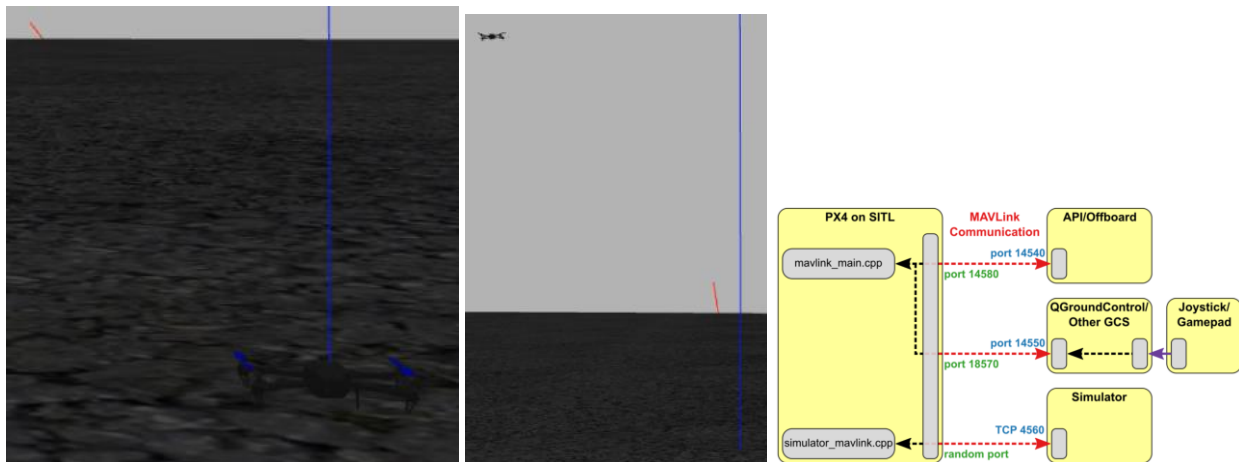 PX4 on SITL
MAVLink
Communication
API/Offboard
mavlink_main.cpp
port 14540
port 14580
QGroundControl/
Other GCS
Joystick/
Gamepad
port 14550
port 18570
Simulator
simulator_mavlink.cpp
TCP 4560
random port